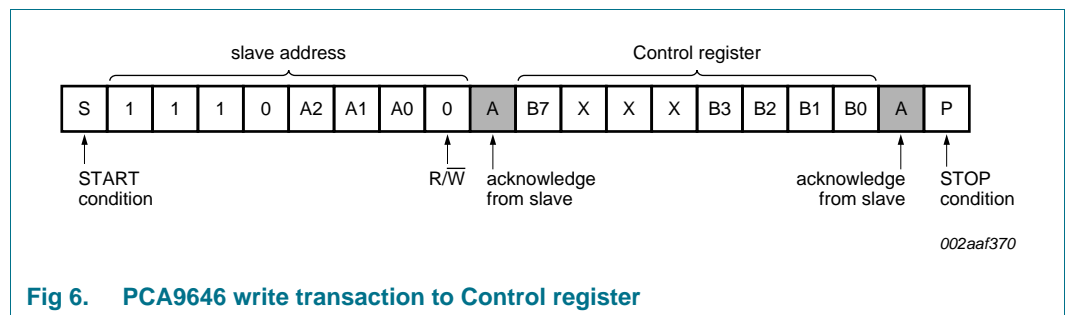 slave address Control register
S 1 1 1 0 A2 A1 A0 0 A B7 X X X B3 B2 B1 B0 A P
START condition R/W̅ acknowledge from slave acknowledge from slave STOP condition
002aaf370
Fig 6. PCA9646 write transaction to Control register